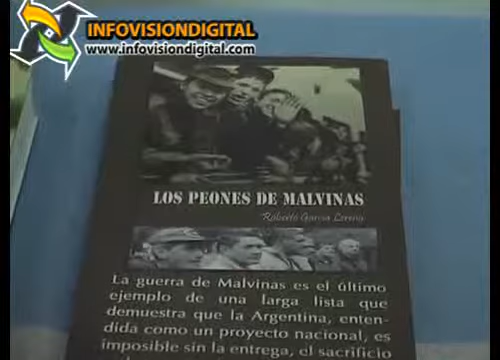 INFOVISIONDIGITAL
www.infovisiondigital.com
LOS PEONES DE MALVINAS
Roberto García Lerena
La guerra de Malvinas es el último
ejemplo de una larga lista que
demuestra que la Argentina, enten-
dida como un proyecto nacional, es
imposible sin la entrega, el sacrificio